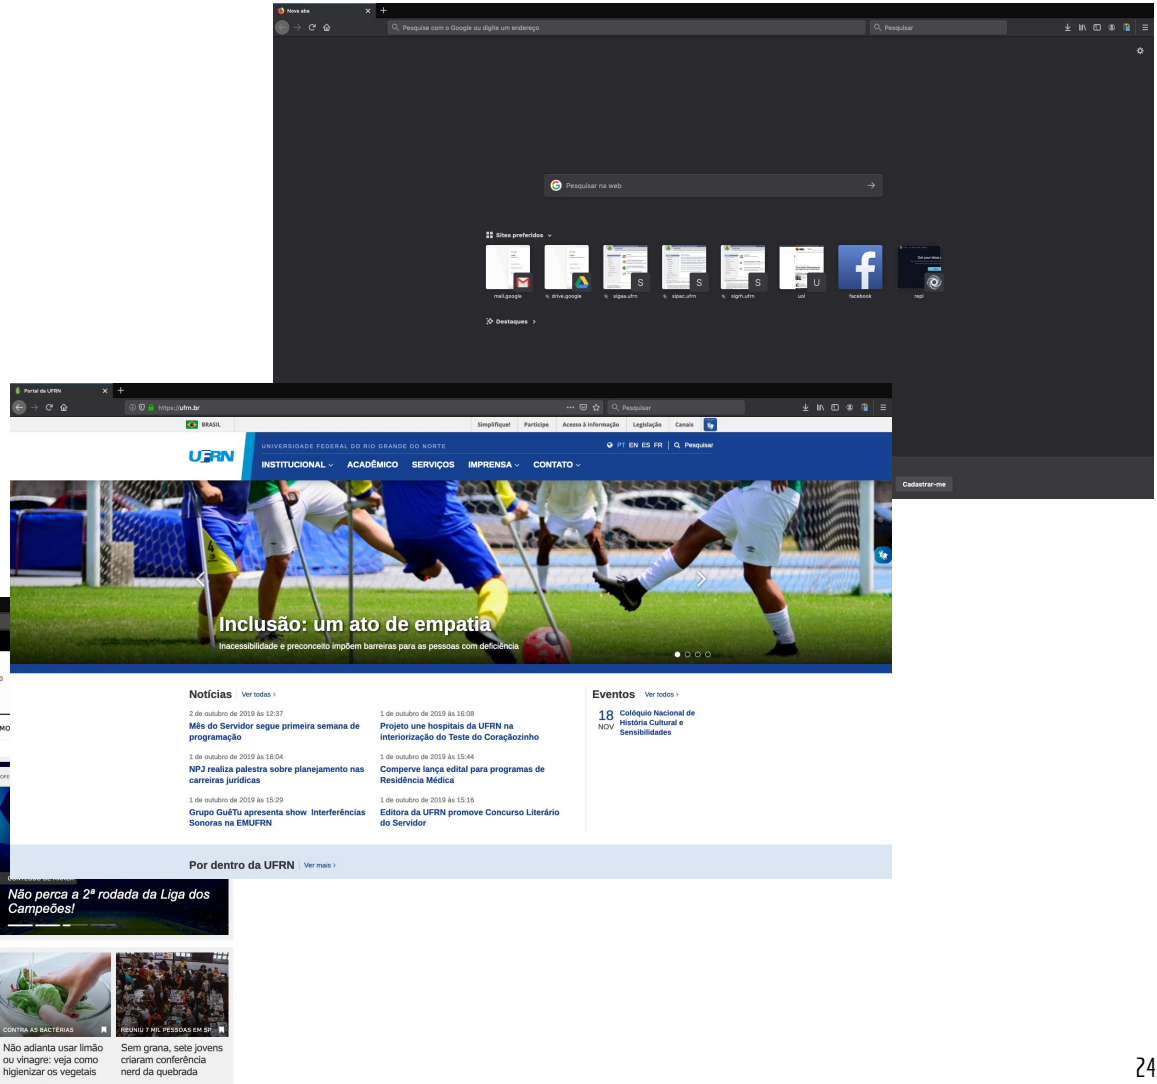 Nova aba
Pesquise com o Google ou digite um endereço
Pesquisar
Pesquisar na web
Sites preferidos
S
S
S
U
mail.google
drive.google
sigaa.ufrn
sipac.ufrn
sigrh.ufrn
uol
facebook
repl
Destaques
Cadastrar-me
Portal da UFRN
https://ufrn.br
Pesquisar
BRASIL
Simplifique!
Participe
Acesso à informação
Legislação
Canais
UFRN
UNIVERSIDADE FEDERAL DO RIO GRANDE DO NORTE
PT EN ES FR
Pesquisar
INSTITUCIONAL
ACADÊMICO
SERVIÇOS
IMPRENSA
CONTATO
4
Inclusão: um ato de empatia
Inacessibilidade e preconceito impõem barreiras para as pessoas com deficiência
Notícias
Ver todas >
2 de outubro de 2019 às 12:37
Mês do Servidor segue primeira semana de
programação
1 de outubro de 2019 às 16:08
Projeto une hospitais da UFRN na
interiorização do Teste do Coraçãozinho
1 de outubro de 2019 às 16:04
NPJ realiza palestra sobre planejamento nas
carreiras jurídicas
1 de outubro de 2019 às 15:44
Comperve lança edital para programas de
Residência Médica
1 de outubro de 2019 às 15:29
Grupo GuêTu apresenta show Interferências
Sonoras na EMUFRN
1 de outubro de 2019 às 15:16
Editora da UFRN promove Concurso Literário
do Servidor
Eventos
Ver todos >
18
NOV
Colóquio Nacional de
História Cultural e
Sensibilidades
Por dentro da UFRN
Ver mais >
Não perca a 2ª rodada da Liga dos
Campeões!
CONTRA AS BACTÉRIAS
Não adianta usar limão
ou vinagre: veja como
higienizar os vegetais
REUNIU 7 MIL PESSOAS EM SP
Sem grana, sete jovens
criaram conferência
nerd da quebrada
24